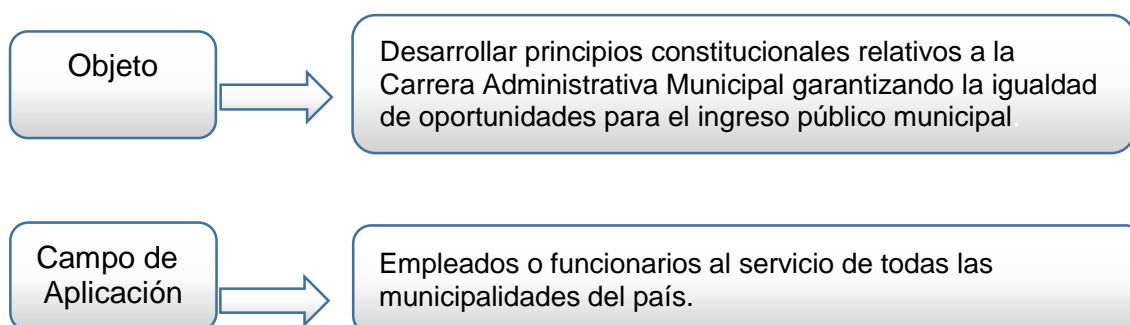 Objeto
Desarrollar principios constitucionales relativos a la
Carrera Administrativa Municipal garantizando la igualdad
de oportunidades para el ingreso público municipal.
Campo de
Aplicación
Empleados o funcionarios al servicio de todas las
municipalidades del país.